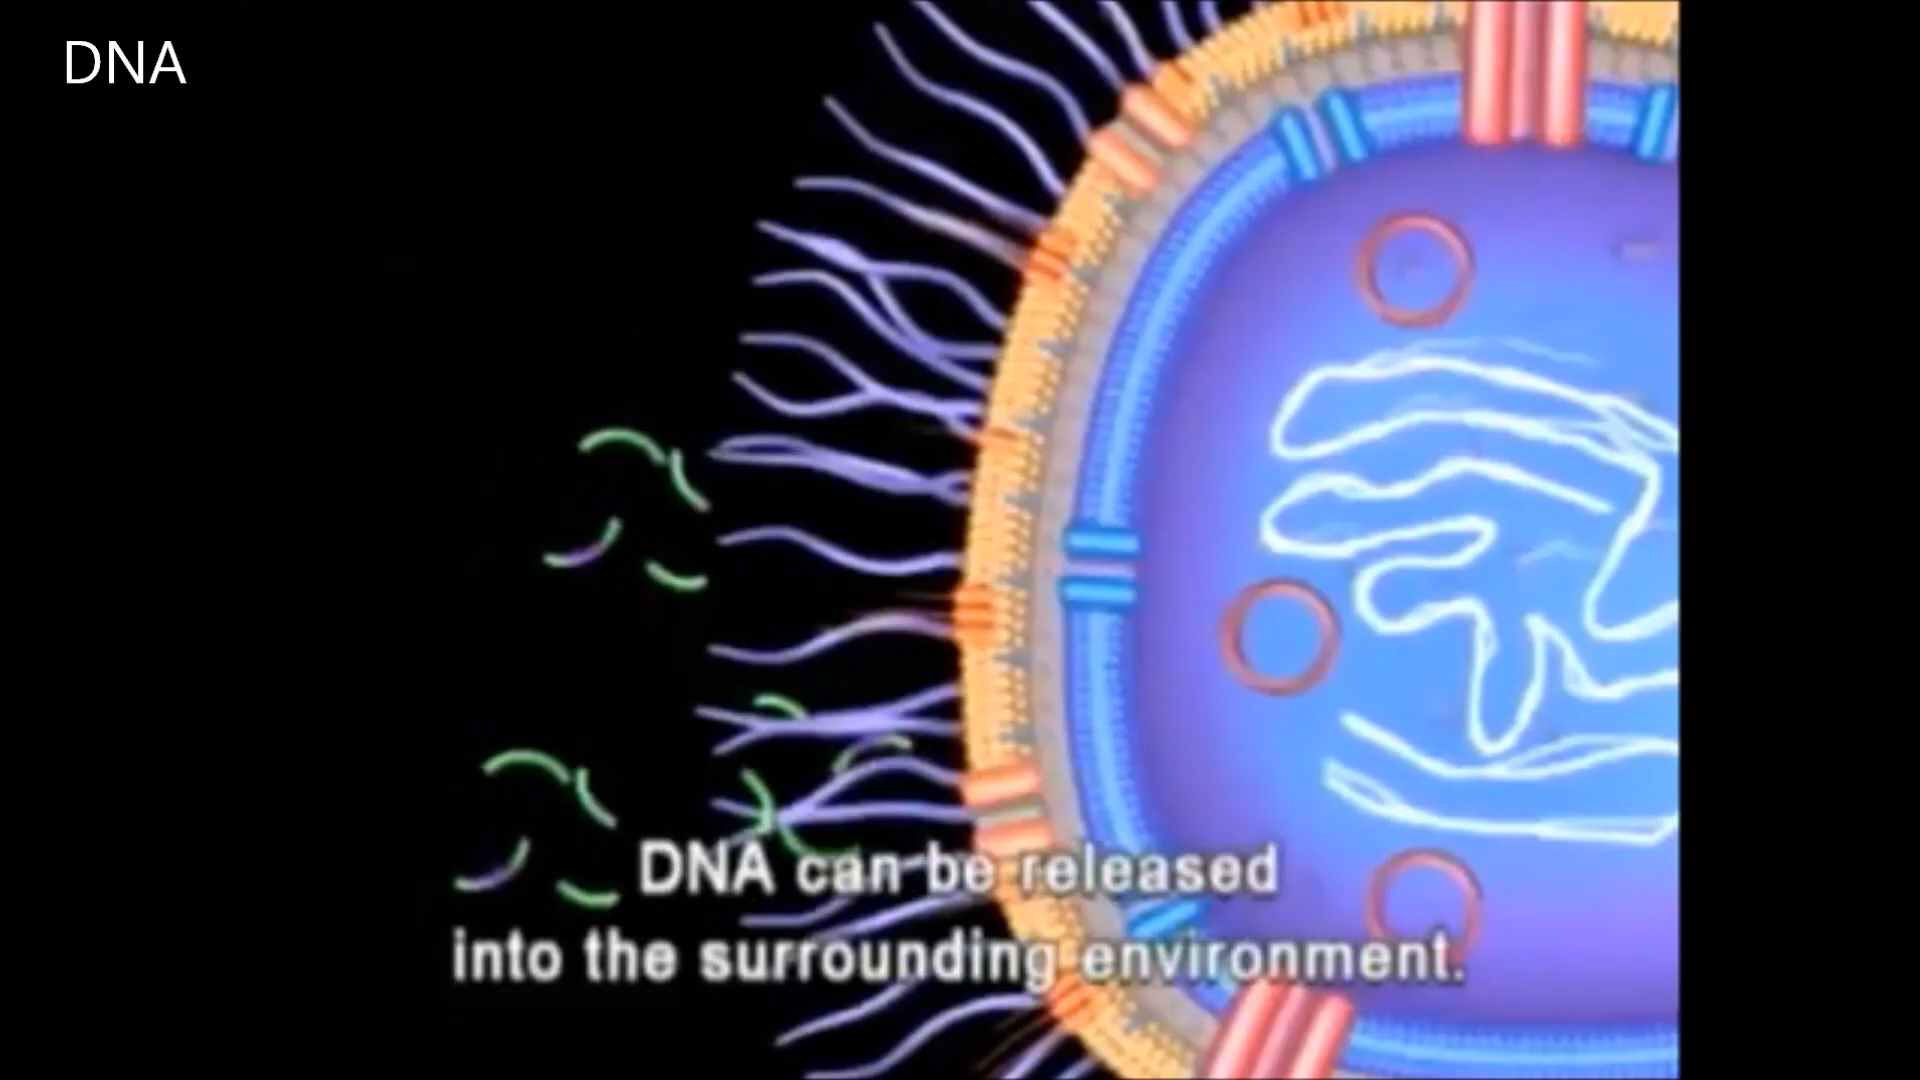 DNA
DNA can be released
into the surrounding environment.